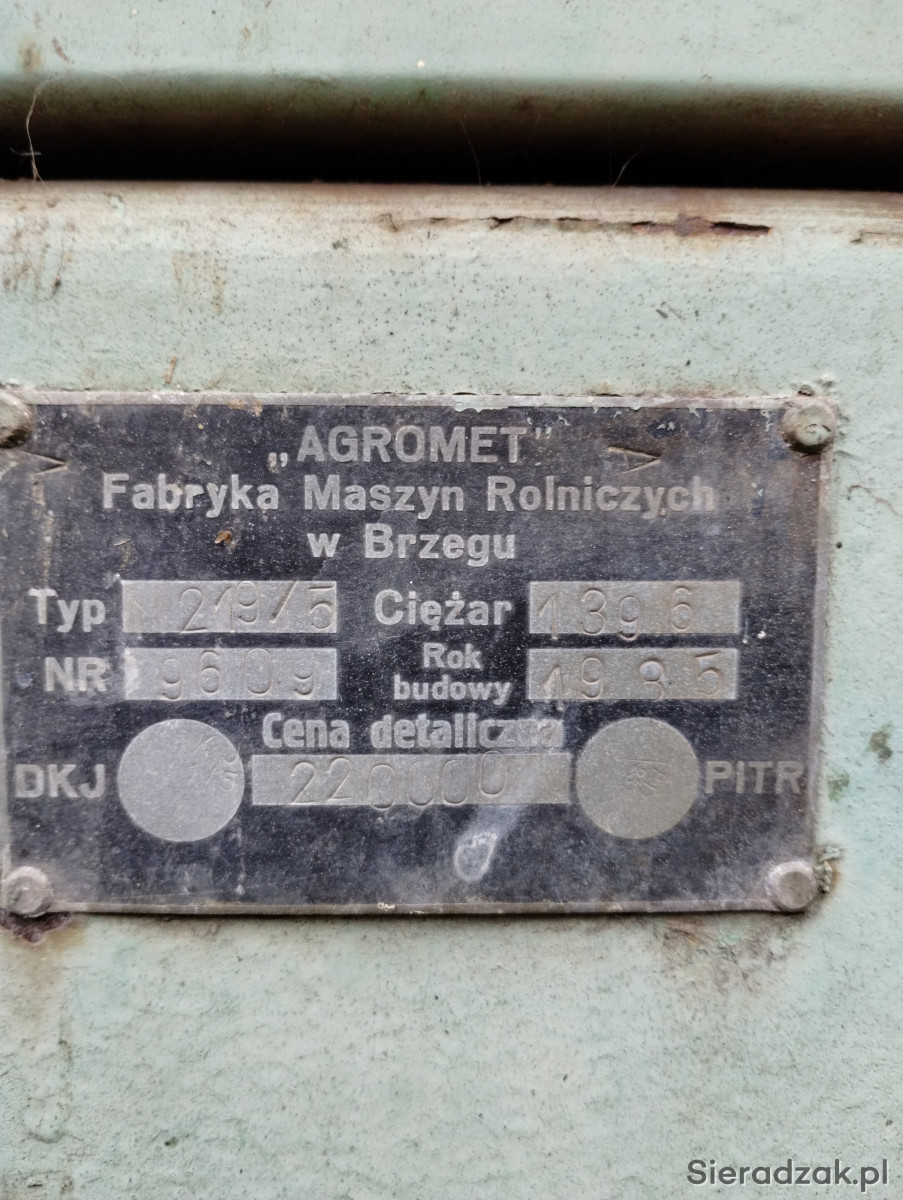 „AGROMET”
Fabryka Maszyn Rolniczych
w Brzegu
Typ M219/5 Ciężar 1396
NR 9609 Rok budowy 1985
Cena detaliczna
DKJ 220000 PITR
Sieradzak.pl